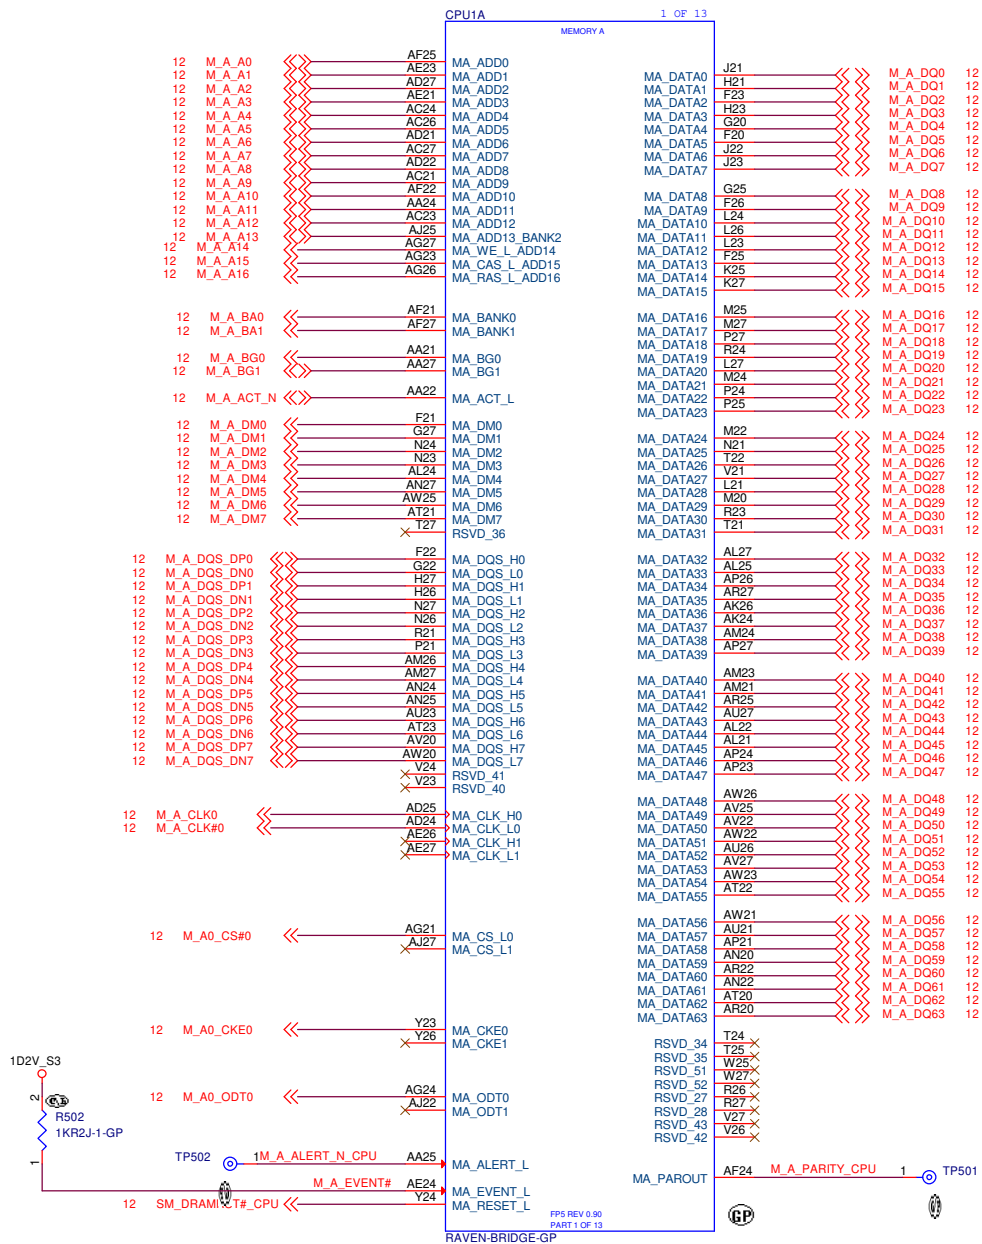 CPU1A 1 OF 13
MEMORY A
12 M_A_A0 AF25 MA_ADD0
12 M_A_A1 AE23 MA_ADD1
12 M_A_A2 AD27 MA_ADD2
12 M_A_A3 AE21 MA_ADD3
12 M_A_A4 AC24 MA_ADD4
12 M_A_A5 AC26 MA_ADD5
12 M_A_A6 AD21 MA_ADD6
12 M_A_A7 AC27 MA_ADD7
12 M_A_A8 AD22 MA_ADD8
12 M_A_A9 AC21 MA_ADD9
12 M_A_A10 AF22 MA_ADD10
12 M_A_A11 AA24 MA_ADD11
12 M_A_A12 AC23 MA_ADD12
12 M_A_A13 AJ25 MA_ADD13_BANK2
12 M_A_A14 AG27 MA_WE_L_ADD14
12 M_A_A15 AG23 MA_CAS_L_ADD15
12 M_A_A16 AG26 MA_RAS_L_ADD16
12 M_A_BA0 AF21 MA_BANK0
12 M_A_BA1 AF27 MA_BANK1
12 M_A_BG0 AA21 MA_BG0
12 M_A_BG1 AA27 MA_BG1
12 M_A_ACT_N AA22 MA_ACT_L
12 M_A_DM0 F21 MA_DM0
12 M_A_DM1 G27 MA_DM1
12 M_A_DM2 N24 MA_DM2
12 M_A_DM3 N23 MA_DM3
12 M_A_DM4 AL24 MA_DM4
12 M_A_DM5 AN27 MA_DM5
12 M_A_DM6 AW25 MA_DM6
12 M_A_DM7 AT21 MA_DM7
T27 RSVD_36
12 M_A_DQS_DP0 F22 MA_DQS_H0
12 M_A_DQS_DN0 G22 MA_DQS_L0
12 M_A_DQS_DP1 H27 MA_DQS_H1
12 M_A_DQS_DN1 H26 MA_DQS_L1
12 M_A_DQS_DP2 N27 MA_DQS_H2
12 M_A_DQS_DN2 N26 MA_DQS_L2
12 M_A_DQS_DP3 R21 MA_DQS_H3
12 M_A_DQS_DN3 P21 MA_DQS_L3
12 M_A_DQS_DP4 AM26 MA_DQS_H4
12 M_A_DQS_DN4 AM27 MA_DQS_L4
12 M_A_DQS_DP5 AN24 MA_DQS_H5
12 M_A_DQS_DN5 AN25 MA_DQS_L5
12 M_A_DQS_DP6 AU23 MA_DQS_H6
12 M_A_DQS_DN6 AT23 MA_DQS_L6
12 M_A_DQS_DP7 AV20 MA_DQS_H7
12 M_A_DQS_DN7 AW20 MA_DQS_L7
V24 RSVD_41
V23 RSVD_40
12 M_A_CLK0 AD25 MA_CLK_H0
12 M_A_CLK#0 AD24 MA_CLK_L0
AE26 MA_CLK_H1
AE27 MA_CLK_L1
12 M_A0_CS#0 AG21 MA_CS_L0
AJ27 MA_CS_L1
12 M_A0_CKE0 Y23 MA_CKE0
Y26 MA_CKE1
1D2V_S3
12 M_A0_ODT0 AG24 MA_ODT0
AJ22 MA_ODT1
2
R502
1KR2J-1-GP
1
TP502 1 M_A_ALERT_N_CPU AA25 MA_ALERT_L
M_A_EVENT# AE24 MA_EVENT_L
12 Y24 MA_RESET_L
MA_DATA0 J21 M_A_DQ0 12
MA_DATA1 H21 M_A_DQ1 12
MA_DATA2 F23 M_A_DQ2 12
MA_DATA3 H23 M_A_DQ3 12
MA_DATA4 G20 M_A_DQ4 12
MA_DATA5 F20 M_A_DQ5 12
MA_DATA6 J22 M_A_DQ6 12
MA_DATA7 J23 M_A_DQ7 12
MA_DATA8 G25 M_A_DQ8 12
MA_DATA9 F26 M_A_DQ9 12
MA_DATA10 L24 M_A_DQ10 12
MA_DATA11 L26 M_A_DQ11 12
MA_DATA12 L23 M_A_DQ12 12
MA_DATA13 F25 M_A_DQ13 12
MA_DATA14 K25 M_A_DQ14 12
MA_DATA15 K27 M_A_DQ15 12
MA_DATA16 M25 M_A_DQ16 12
MA_DATA17 M27 M_A_DQ17 12
MA_DATA18 P27 M_A_DQ18 12
MA_DATA19 R24 M_A_DQ19 12
MA_DATA20 L27 M_A_DQ20 12
MA_DATA21 M24 M_A_DQ21 12
MA_DATA22 P24 M_A_DQ22 12
MA_DATA23 P25 M_A_DQ23 12
MA_DATA24 M22 M_A_DQ24 12
MA_DATA25 N21 M_A_DQ25 12
MA_DATA26 T22 M_A_DQ26 12
MA_DATA27 V21 M_A_DQ27 12
MA_DATA28 L21 M_A_DQ28 12
MA_DATA29 M20 M_A_DQ29 12
MA_DATA30 R23 M_A_DQ30 12
MA_DATA31 T21 M_A_DQ31 12
MA_DATA32 AL27 M_A_DQ32 12
MA_DATA33 AL25 M_A_DQ33 12
MA_DATA34 AP26 M_A_DQ34 12
MA_DATA35 AR27 M_A_DQ35 12
MA_DATA36 AK26 M_A_DQ36 12
MA_DATA37 AK24 M_A_DQ37 12
MA_DATA38 AM24 M_A_DQ38 12
MA_DATA39 AP27 M_A_DQ39 12
MA_DATA40 AM23 M_A_DQ40 12
MA_DATA41 AM21 M_A_DQ41 12
MA_DATA42 AR25 M_A_DQ42 12
MA_DATA43 AU27 M_A_DQ43 12
MA_DATA44 AL22 M_A_DQ44 12
MA_DATA45 AL21 M_A_DQ45 12
MA_DATA46 AP24 M_A_DQ46 12
MA_DATA47 AP23 M_A_DQ47 12
MA_DATA48 AW26 M_A_DQ48 12
MA_DATA49 AV25 M_A_DQ49 12
MA_DATA50 AV22 M_A_DQ50 12
MA_DATA51 AW22 M_A_DQ51 12
MA_DATA52 AU26 M_A_DQ52 12
MA_DATA53 AV27 M_A_DQ53 12
MA_DATA54 AW23 M_A_DQ54 12
MA_DATA55 AT22 M_A_DQ55 12
MA_DATA56 AW21 M_A_DQ56 12
MA_DATA57 AU21 M_A_DQ57 12
MA_DATA58 AP21 M_A_DQ58 12
MA_DATA59 AN20 M_A_DQ59 12
MA_DATA60 AR22 M_A_DQ60 12
MA_DATA61 AN22 M_A_DQ61 12
MA_DATA62 AT20 M_A_DQ62 12
MA_DATA63 AR20 M_A_DQ63 12
RSVD_34 T24
RSVD_35 T25
RSVD_51 W25
RSVD_52 W27
RSVD_27 R26
RSVD_28 R27
RSVD_43 V27
RSVD_42 V26
MA_PAROUT AF24 M_A_PARITY_CPU 1 TP501
GP
FP5 REV 0.90
PART 1 OF 13
RAVEN-BRIDGE-GP